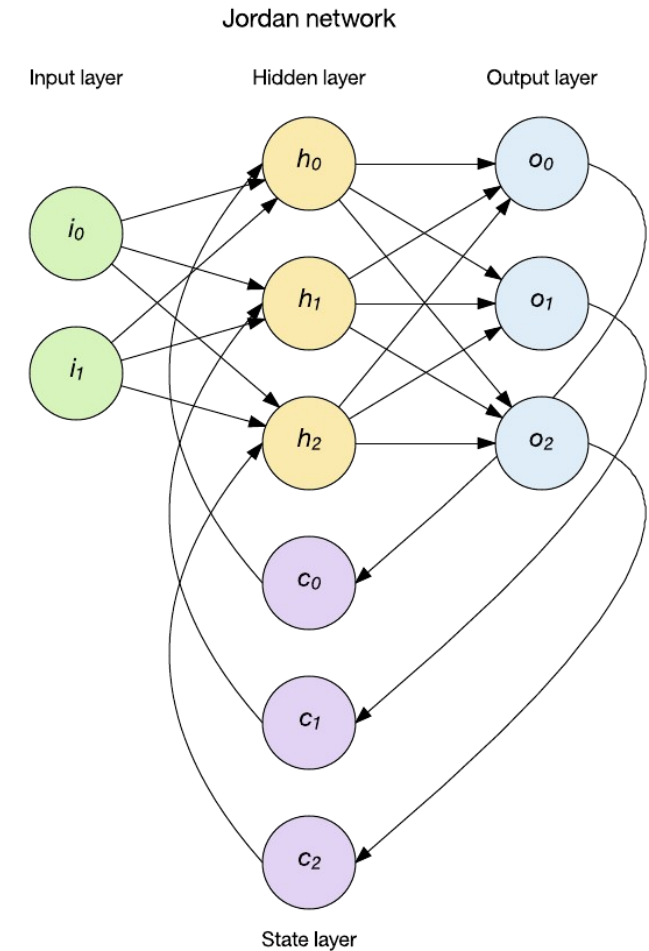 Jordan network
Input layer
Hidden layer
Output layer
h0
o0
i0
h1
o1
i1
h2
o2
c0
c1
c2
State layer